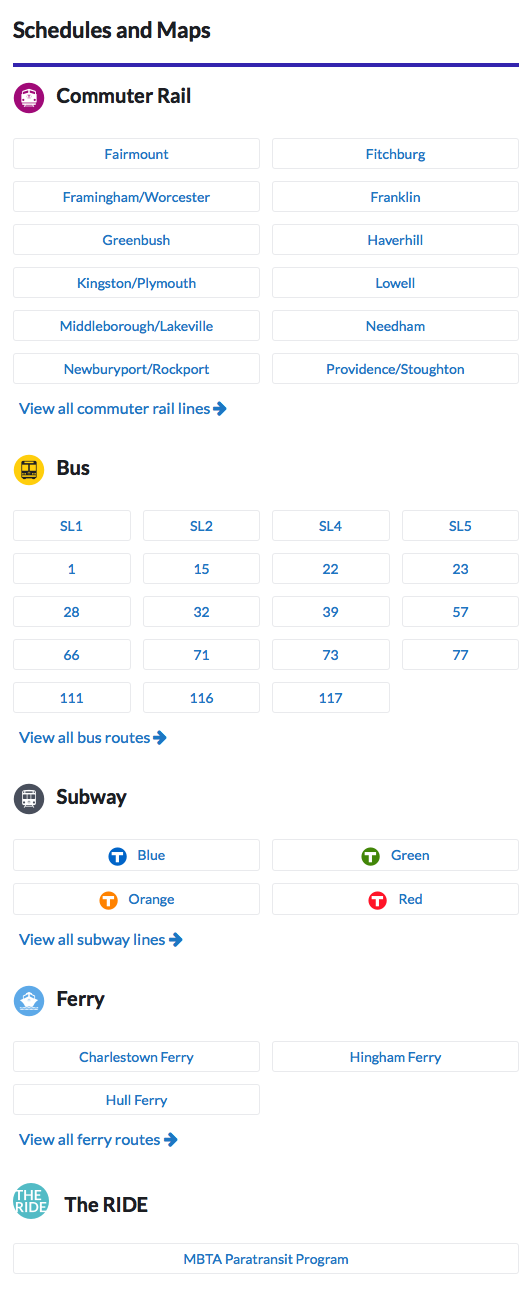 Schedules and Maps
Commuter Rail
Fairmount Fitchburg
Framingham/Worcester Franklin
Greenbush Haverhill
Kingston/Plymouth Lowell
Middleborough/Lakeville Needham
Newburyport/Rockport Providence/Stoughton
View all commuter rail lines
Bus
SL1 SL2 SL4 SL5
1 15 22 23
28 32 39 57
66 71 73 77
111 116 117
View all bus routes
Subway
T Blue T Green
T Orange T Red
View all subway lines
Ferry
Charlestown Ferry Hingham Ferry
Hull Ferry
View all ferry routes
THE
RIDE
The RIDE
MBTA Paratransit Program